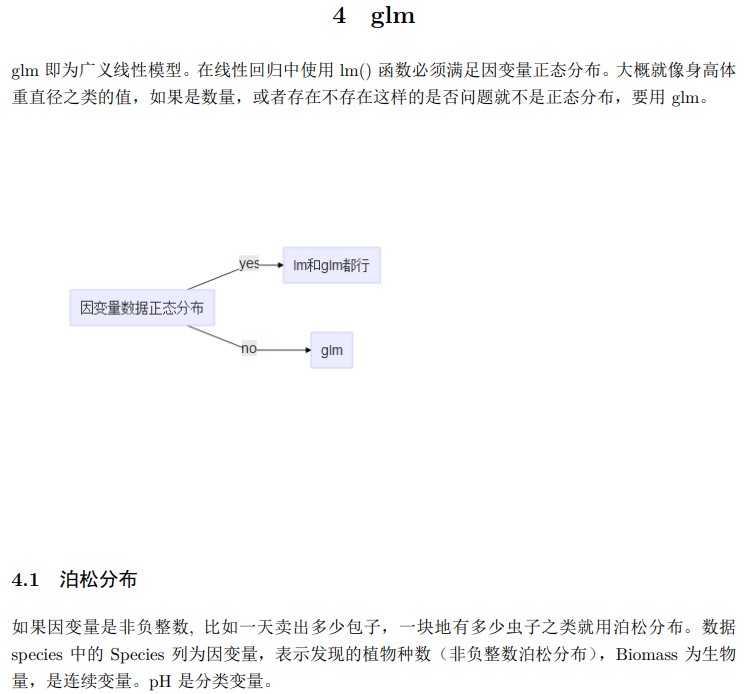 4 glm
glm 即为广义线性模型。在线性回归中使用 lm() 函数必须满足因变量正态分布。大概就像身高体
重直径之类的值，如果是数量，或者存在不存在这样的是否问题就不是正态分布，要用 glm。
yes
lm和glm都行
因变量数据正态分布
no
glm
4.1 泊松分布
如果因变量是非负整数, 比如一天卖出多少包子，一块地有多少虫子之类就用泊松分布。数据
species 中的 Species 列为因变量，表示发现的植物种数（非负整数泊松分布），Biomass 为生物
量，是连续变量。pH 是分类变量。